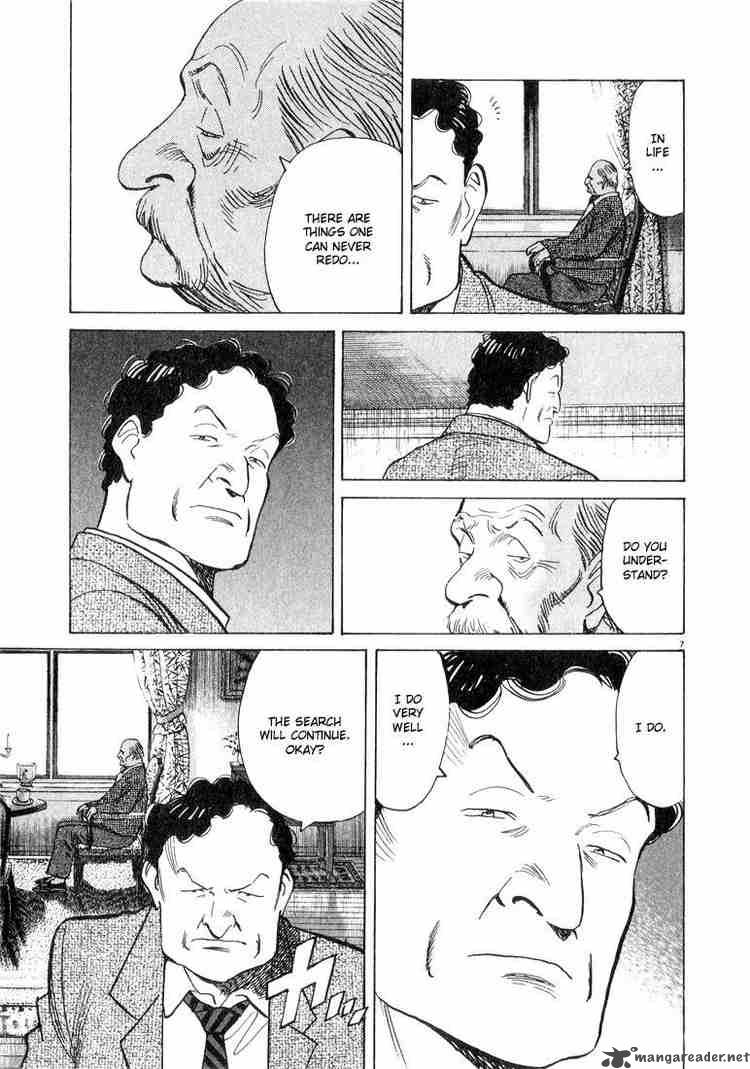 IN
LIFE
...
THERE ARE
THINGS ONE
CAN NEVER
REDO...
DO YOU
UNDER-
STAND?
7
I DO.
I DO
VERY
WELL
...
THE SEARCH
WILL CONTINUE.
OKAY?
カ...
mangareader.net